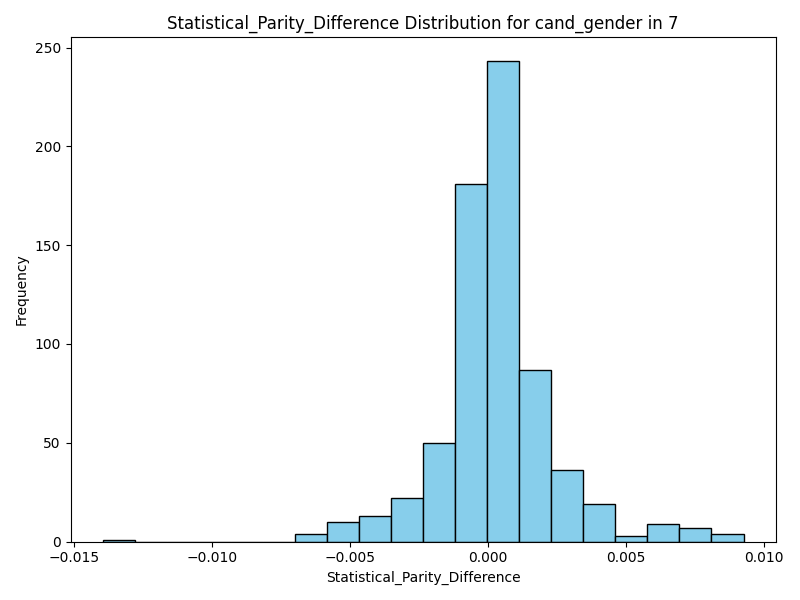 Statistical_Parity_Difference Distribution for cand_gender in 7
250
200
150
100
50
0
Frequency
−0.015 −0.010 −0.005 0.000 0.005 0.010
Statistical_Parity_Difference